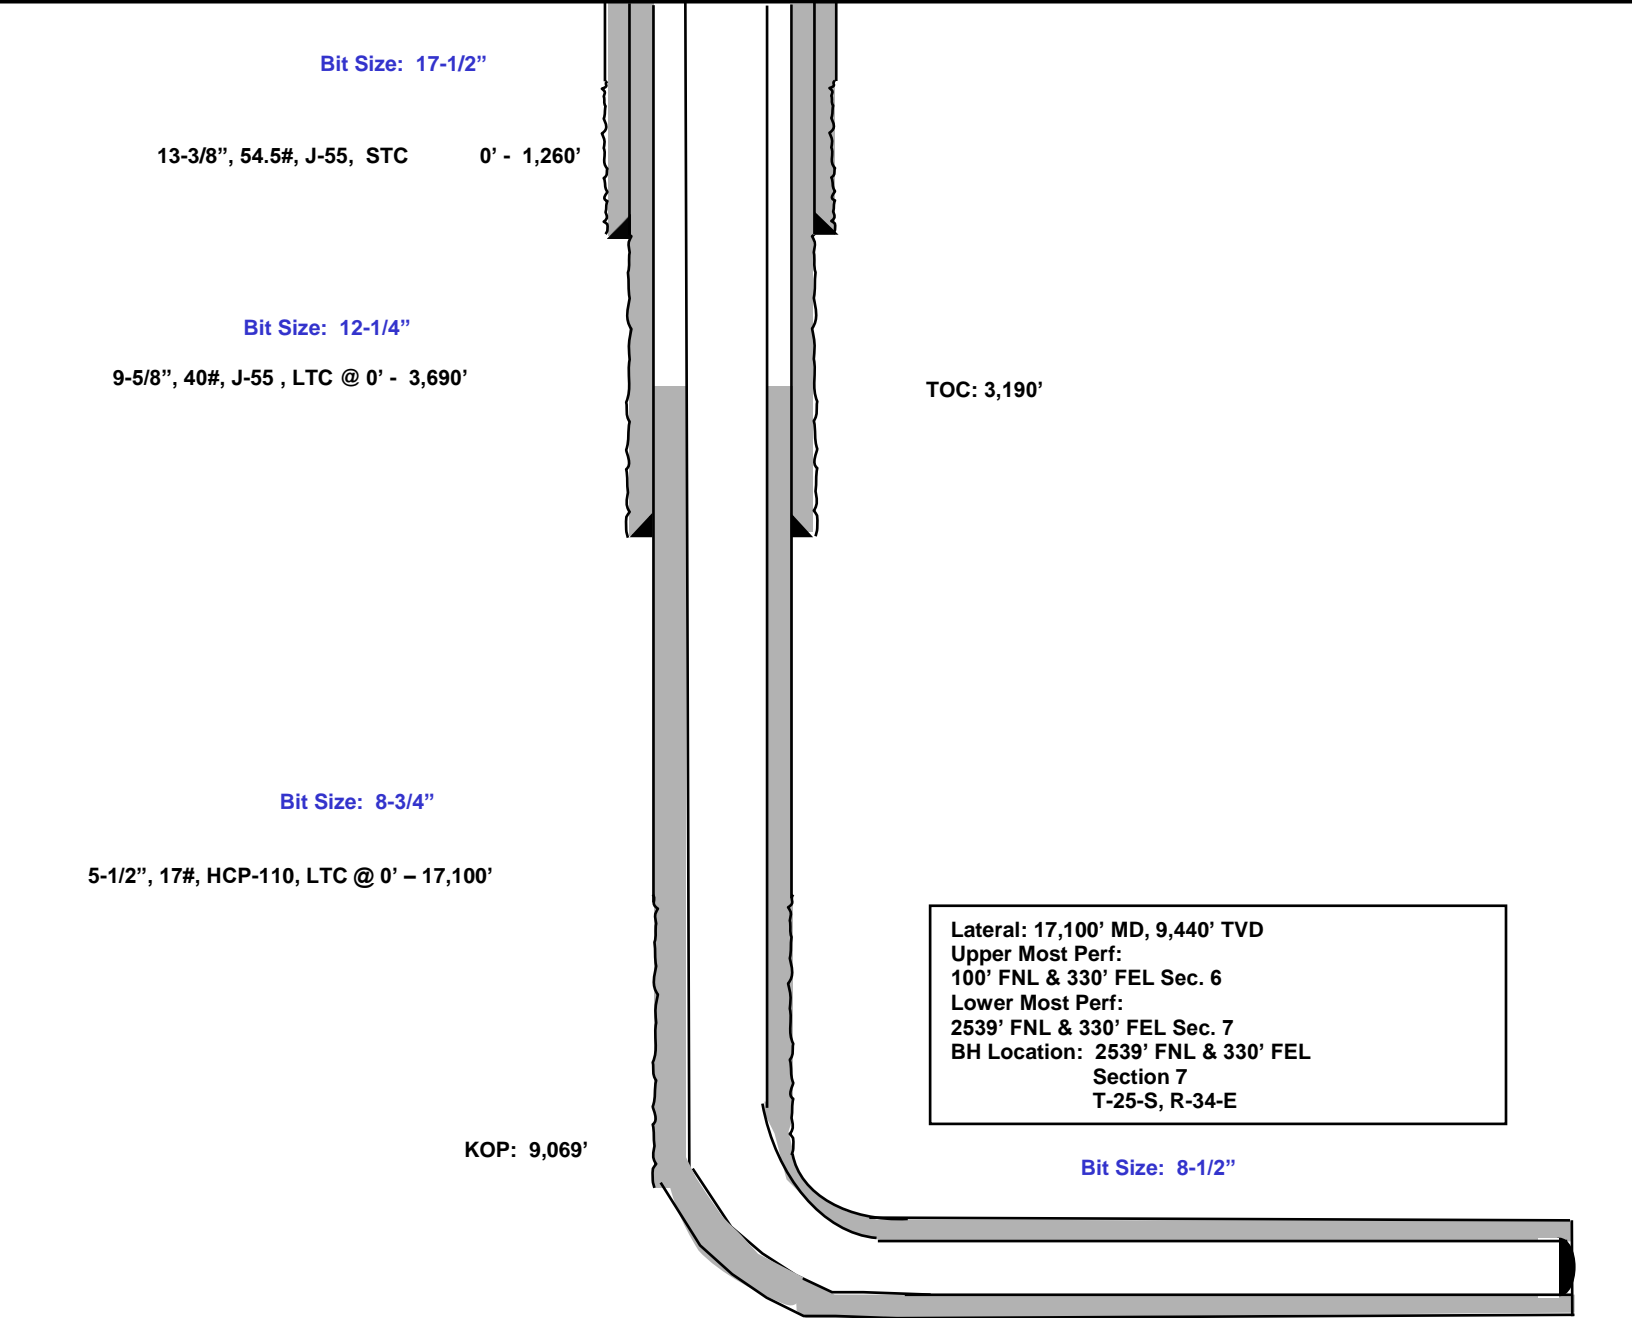 Bit Size: 17-1/2”
13-3/8”, 54.5#, J-55, STC 0’ - 1,260’
Bit Size: 12-1/4”
9-5/8”, 40#, J-55 , LTC @ 0’ - 3,690’
TOC: 3,190’
Bit Size: 8-3/4”
5-1/2”, 17#, HCP-110, LTC @ 0’ – 17,100’
Lateral: 17,100’ MD, 9,440’ TVD
Upper Most Perf:
100’ FNL & 330’ FEL Sec. 6
Lower Most Perf:
2539’ FNL & 330’ FEL Sec. 7
BH Location: 2539’ FNL & 330’ FEL
Section 7
T-25-S, R-34-E
KOP: 9,069’
Bit Size: 8-1/2”